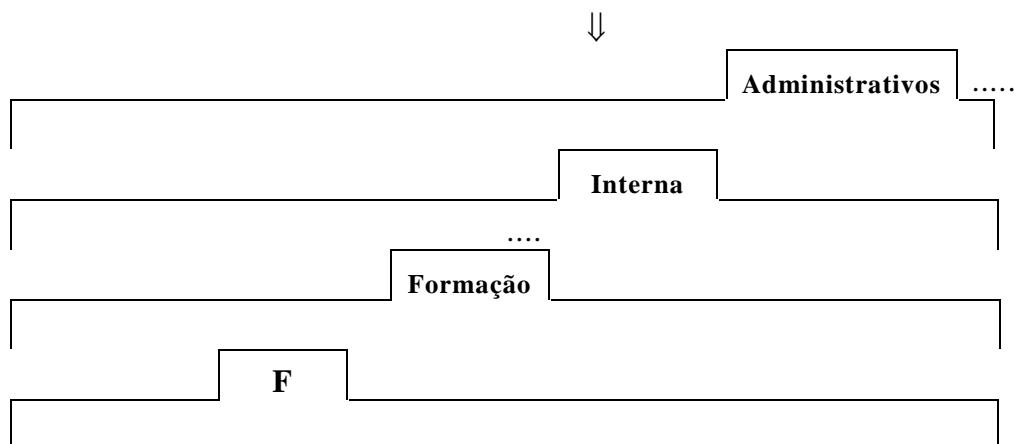 ⇓
Administrativos .....
Interna
....
Formação
F